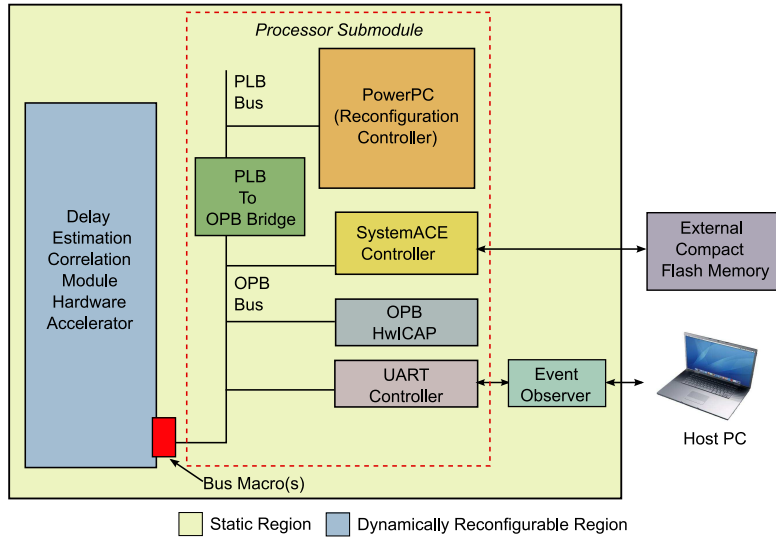 Processor Submodule
PLB
Bus
PowerPC
(Reconfiguration
Controller)
PLB
To
OPB Bridge
Delay
Estimation
Correlation
Module
Hardware
Accelerator
SystemACE
Controller
External
Compact
Flash Memory
OPB
Bus
OPB
HwICAP
UART
Controller
Event
Observer
Host PC
Bus Macro(s)
Static Region
Dynamically Reconfigurable Region